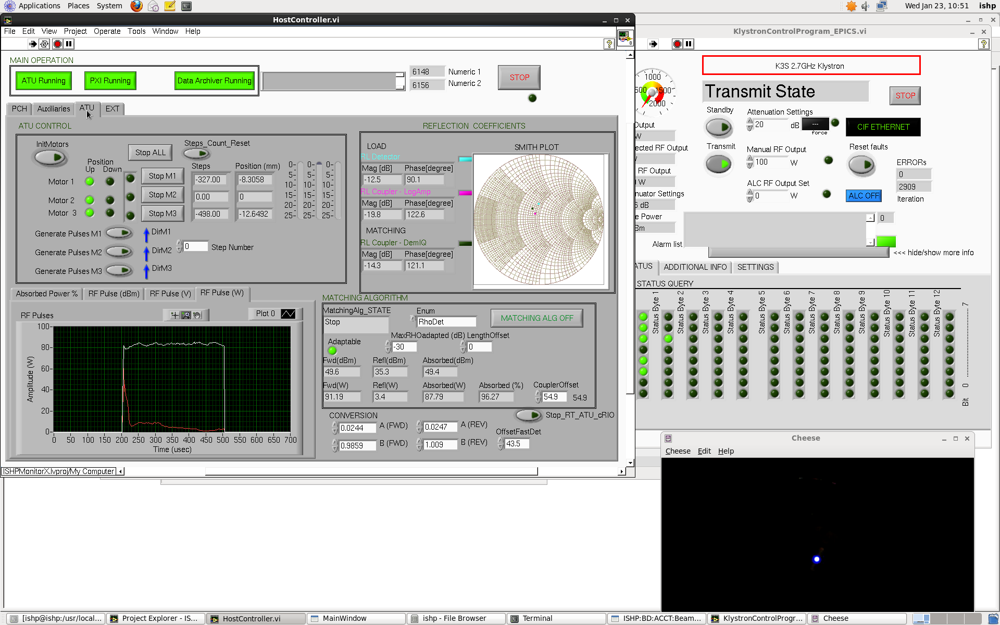 Applications Places System Wed Jan 23, 10:51 ishp
HostController.vi
File Edit View Project Operate Tools Window Help
MAIN OPERATION
ATU Running PXI Running Data Archiver Running
6148 Numeric 1
6156 Numeric 2
STOP
PCH Auxiliaries ATU EXT
ATU CONTROL
InitMotors
Stop ALL
Steps_Count_Reset
Position
Up Down
Steps Position (mm)
Motor 1 Stop M1 -327.00 -8.3058
Motor 2 Stop M2 0.00 0
Motor 3 Stop M3 -498.00 -12.6492
0- 0- 0-
5- 5- 5-
10- 10- 10-
15- 15- 15-
20- 20- 20-
25- 25- 25-
Generate Pulses M1 DirM1
Generate Pulses M2 DirM2
Generate Pulses M3 DirM3
0 Step Number
REFLECTION COEFFICIENTS
LOAD
RL Detector
Mag [dB] Phase[degree]
-12.5 90.1
RL Coupler - LogAmp
Mag [dB] Phase[degree]
-19.8 122.6
MATCHING
RL Coupler - DemIQ
Mag [dB] Phase[degree]
-14.3 121.1
SMITH PLOT
Absorbed Power % RF Pulse (dBm) RF Pulse (V) RF Pulse (W)
RF Pulses
Plot 0
Amplitude (W)
100-
80-
60-
40-
20-
0-
0 50 100 150 200 250 300 350 400 450 500 550 600 700
Time (usec)
MATCHING ALGORITHM
MatchingAlg_STATE
Stop
Enum
RhoDet
MATCHING ALG OFF
Adaptable
MaxRHOadapted (dB) LengthOffset
-30 0
Fwd(dBm) Refl(dBm) Absorbed(dBm)
49.6 35.3 49.4
Fwd(W) Refl(W) Absorbed(W) Absorbed (%) CouplerOffset
91.19 3.4 87.79 96.27 54.9 54.9
CONVERSION
Stop_RT_ATU_cRIO
0.0244 A (FWD) 0.0247 A (REV)
0.9859 B (FWD) 1.009 B (REV)
OffsetFastDet
43.5
ISHPMonitorX.lvproj/My Computer
KlystronControlProgram_EPICS.vi
K3S 2.7GHz Klystron
1000
500 1500
2000
Transmit State
STOP
Standby
Attenuation Settings
20 dB --- force
CIF ETHERNET
Transmit
Manual RF Output
100 W
Reset faults
ERRORs
0
2909
Iteration
ALC RF Output Set
0 W
ALC OFF
Output
W
ected RF Output
RF Output
W
nuator Settings
6 dB
e Power
Bm
0
Alarm list
<<< hide/show more info
ATUS ADDITIONAL INFO SETTINGS
STATUS QUERY
Status Byte 1
Status Byte 2
Status Byte 3
Status Byte 4
Status Byte 5
Status Byte 6
Status Byte 7
Status Byte 8
Status Byte 9
Status Byte 10
Status Byte 11
Status Byte 12
Bit 0 7
Cheese
Cheese Edit Help
[ishp@ishp:/usr/local... Project Explorer - IS... HostController.vi MainWindow ishp - File Browser Terminal ISHP:BD:ACCT:Beam... KlystronControlProgr... Cheese